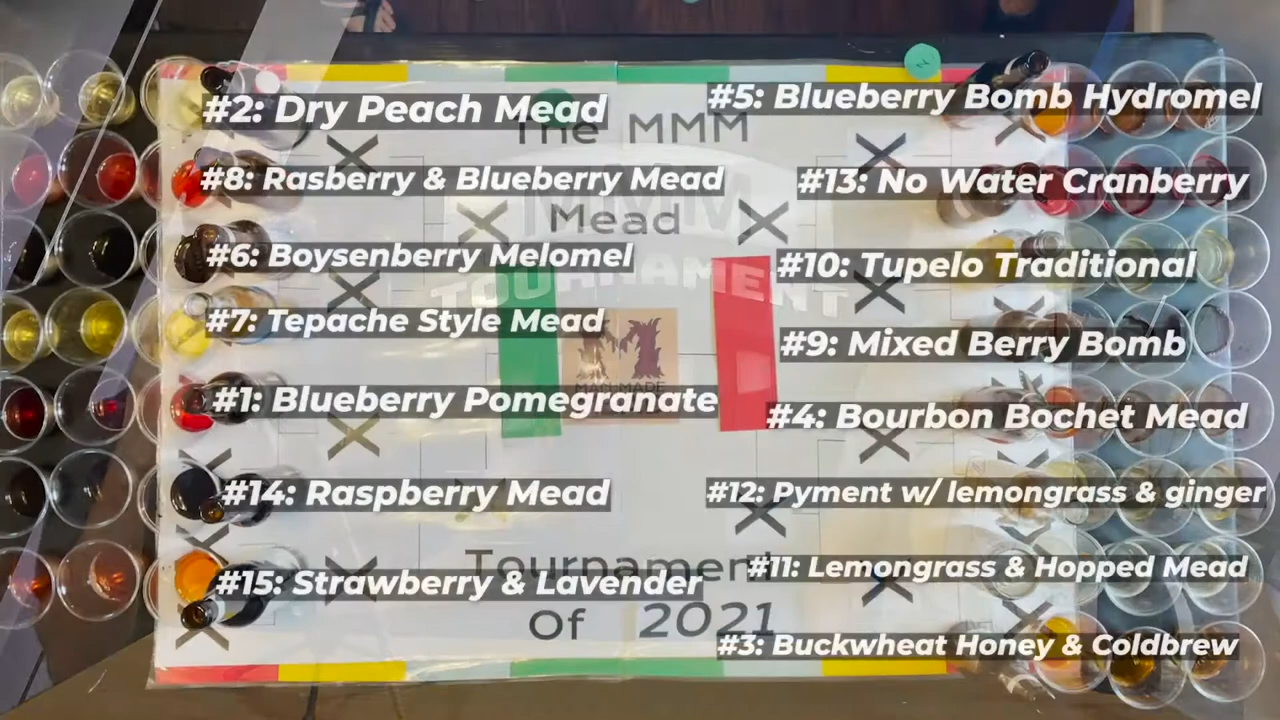 #2: Dry Peach Mead
#8: Rasberry & Blueberry Mead
#6: Boysenberry Melomel
#7: Tepache Style Mead
#1: Blueberry Pomegranate
#14: Raspberry Mead
#15: Strawberry & Lavender
The MMM
Mead
MMM
TOURNAMENT
MAN MADE
Tournament
Of 2021
#5: Blueberry Bomb Hydromel
#13: No Water Cranberry
#10: Tupelo Traditional
#9: Mixed Berry Bomb
#4: Bourbon Bochet Mead
#12: Pyment w/ lemongrass & ginger
#11: Lemongrass & Hopped Mead
#3: Buckwheat Honey & Coldbrew